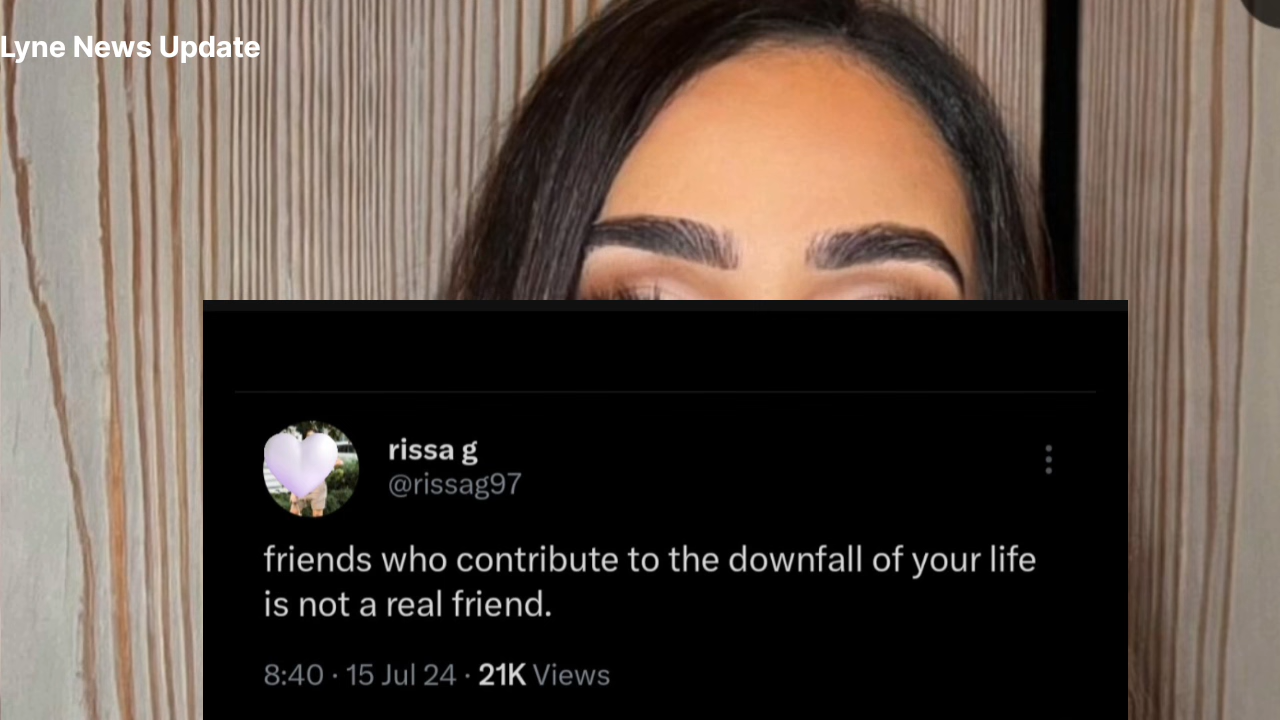 Lyne News Update
rissa g
@rissag97
friends who contribute to the downfall of your life
is not a real friend.
8:40 · 15 Jul 24 · 21K Views